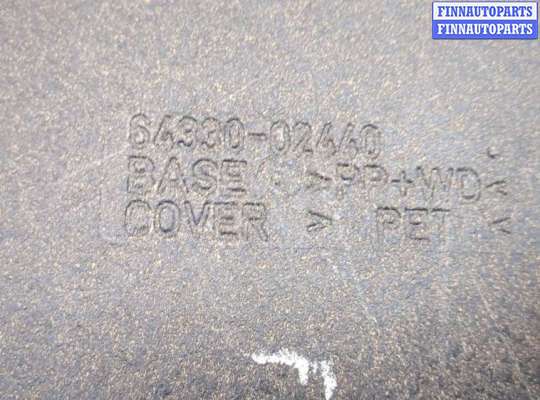 FINNAUTOPARTS
FINNAUTOPARTS
64330-02440
BASE > >PP+WD<
COVER > PET <